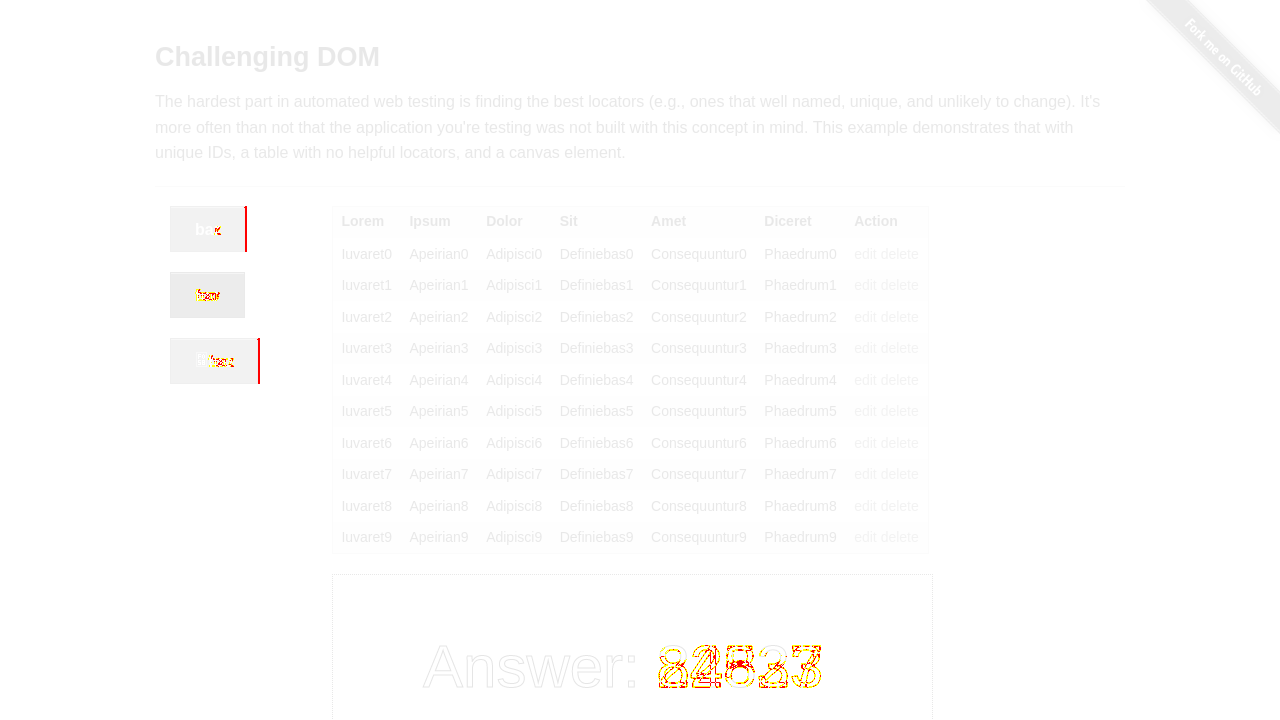 Fork me on GitHub
Challenging DOM
The hardest part in automated web testing is finding the best locators (e.g., ones that well named, unique, and unlikely to change). It's
more often than not that the application you're testing was not built with this concept in mind. This example demonstrates that with
unique IDs, a table with no helpful locators, and a canvas element.
Lorem Ipsum Dolor Sit Amet Diceret Action
Iuvaret0 Apeirian0 Adipisci0 Definiebas0 Consequuntur0 Phaedrum0 edit delete
Iuvaret1 Apeirian1 Adipisci1 Definiebas1 Consequuntur1 Phaedrum1 edit delete
Iuvaret2 Apeirian2 Adipisci2 Definiebas2 Consequuntur2 Phaedrum2 edit delete
Iuvaret3 Apeirian3 Adipisci3 Definiebas3 Consequuntur3 Phaedrum3 edit delete
Iuvaret4 Apeirian4 Adipisci4 Definiebas4 Consequuntur4 Phaedrum4 edit delete
Iuvaret5 Apeirian5 Adipisci5 Definiebas5 Consequuntur5 Phaedrum5 edit delete
Iuvaret6 Apeirian6 Adipisci6 Definiebas6 Consequuntur6 Phaedrum6 edit delete
Iuvaret7 Apeirian7 Adipisci7 Definiebas7 Consequuntur7 Phaedrum7 edit delete
Iuvaret8 Apeirian8 Adipisci8 Definiebas8 Consequuntur8 Phaedrum8 edit delete
Iuvaret9 Apeirian9 Adipisci9 Definiebas9 Consequuntur9 Phaedrum9 edit delete
Answer: